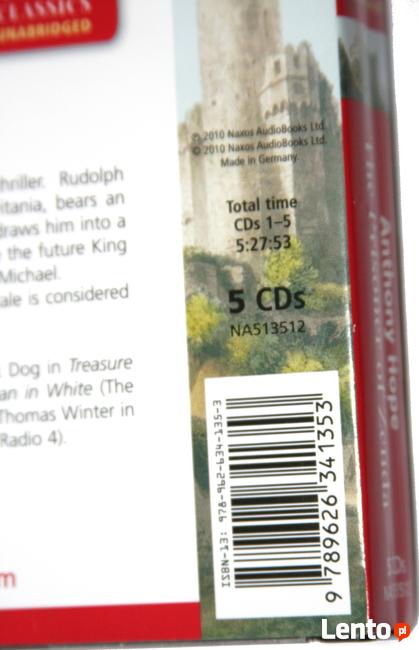 CLASSICS
UNABRIDGED
thriller. Rudolph
ritania, bears an
draws him into a
the future King
Michael.
ale is considered
Dog in Treasure
an in White (The
Thomas Winter in
Radio 4).
m
℗ 2010 Naxos AudioBooks Ltd.
© 2010 Naxos AudioBooks Ltd.
Made in Germany.
Total time
CDs 1–5
5:27:53
5 CDs
NA513512
ISBN-13: 978-962-634-135-3
9 789626 341353
Anthony Hope
The Prisoner of Zenda
5CDs
Lento.pl